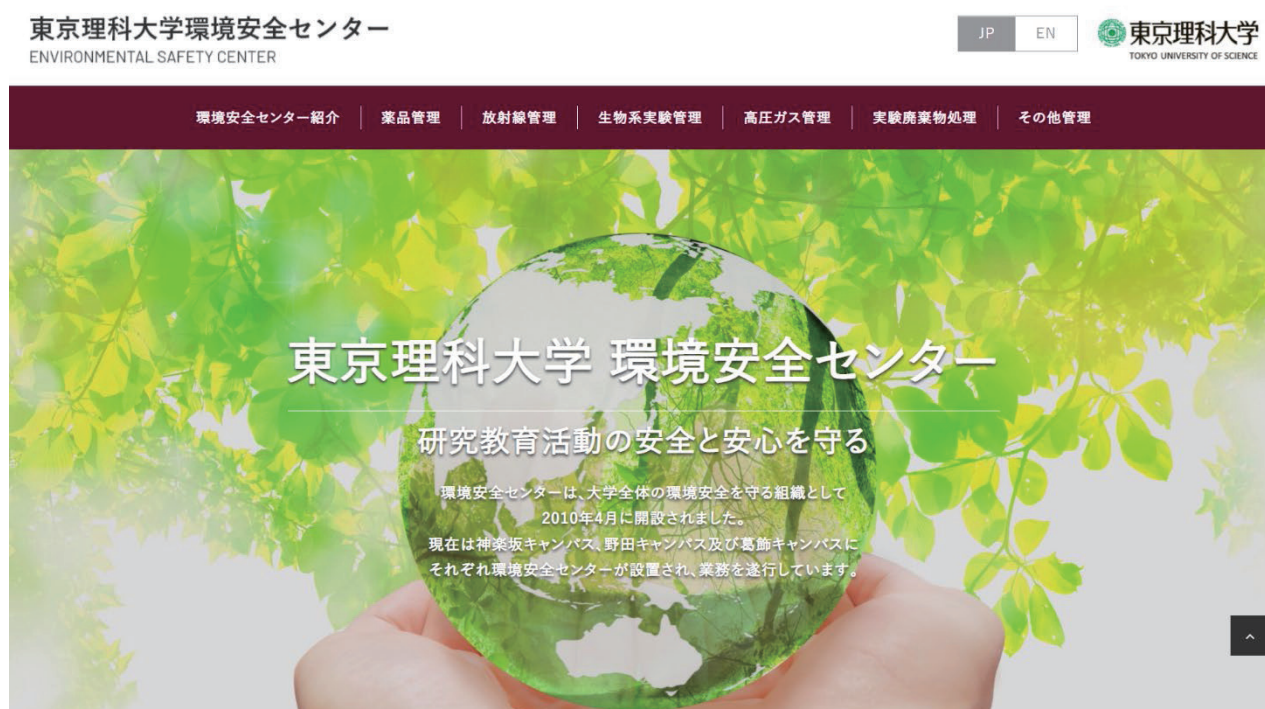 東京理科大学環境安全センター
ENVIRONMENTAL SAFETY CENTER
JP EN
東京理科大学
TOKYO UNIVERSITY OF SCIENCE
環境安全センター紹介 薬品管理 放射線管理 生物系実験管理 高圧ガス管理 実験廃棄物処理 その他管理
東京理科大学 環境安全センター
研究教育活動の安全と安心を守る
環境安全センターは、大学全体の環境安全を守る組織として
2010年4月に開設されました。
現在は神楽坂キャンパス、野田キャンパス及び葛飾キャンパスに
それぞれ環境安全センターが設置され、業務を遂行しています。